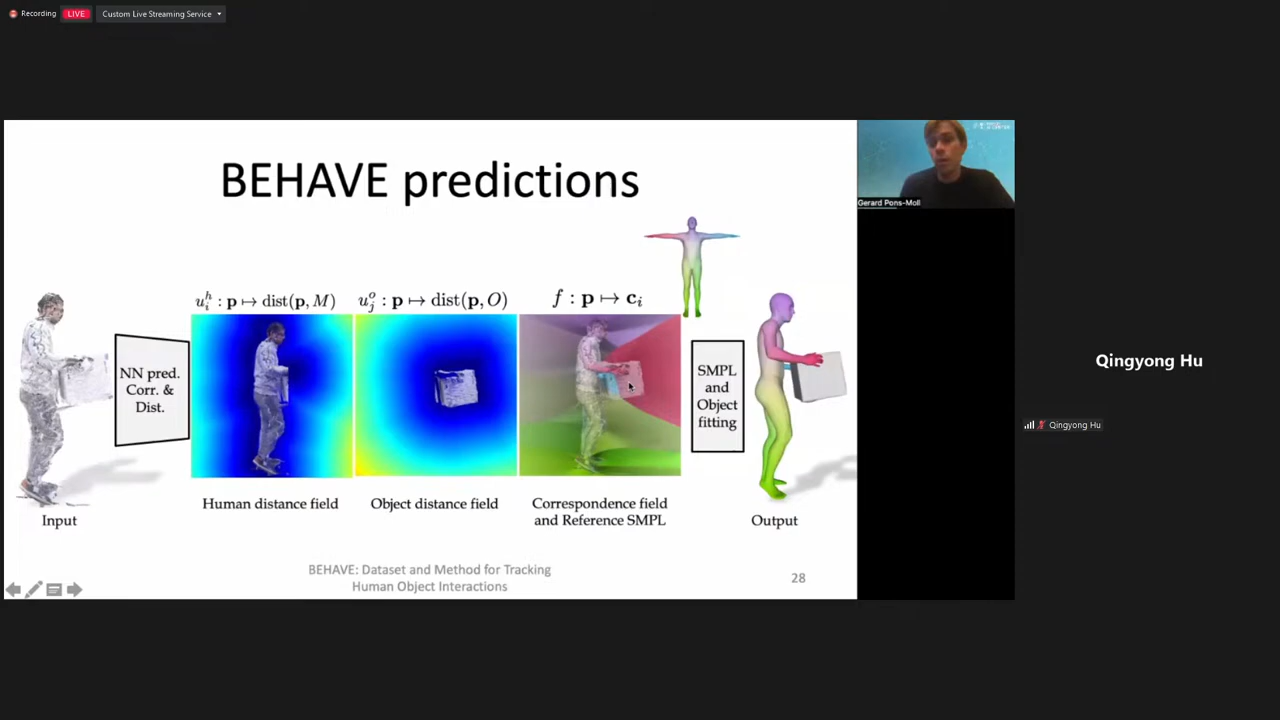 Recording
LIVE
Custom Live Streaming Service
BEHAVE predictions
Gerard Pons-Moll
u_i^h : p ↦ dist(p, M)
u_j^o : p ↦ dist(p, O)
f : p ↦ c_i
NN pred.
Corr. &
Dist.
SMPL
and
Object
fitting
Human distance field
Object distance field
Correspondence field
and Reference SMPL
Input
Output
BEHAVE: Dataset and Method for Tracking
Human Object Interactions
28
Qingyong Hu
Qingyong Hu